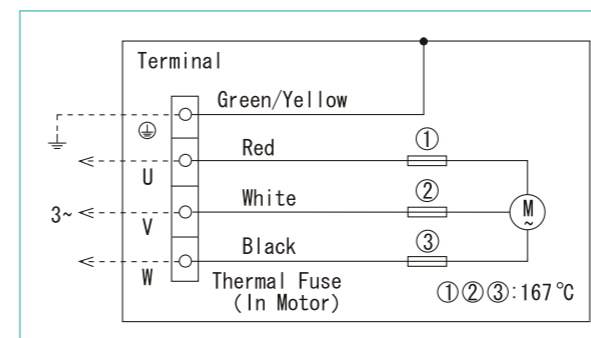 Terminal
Green/Yellow
Red ①
U
White ②
3~ V M
~
Black ③
W
Thermal Fuse
(In Motor)
①②③:167℃